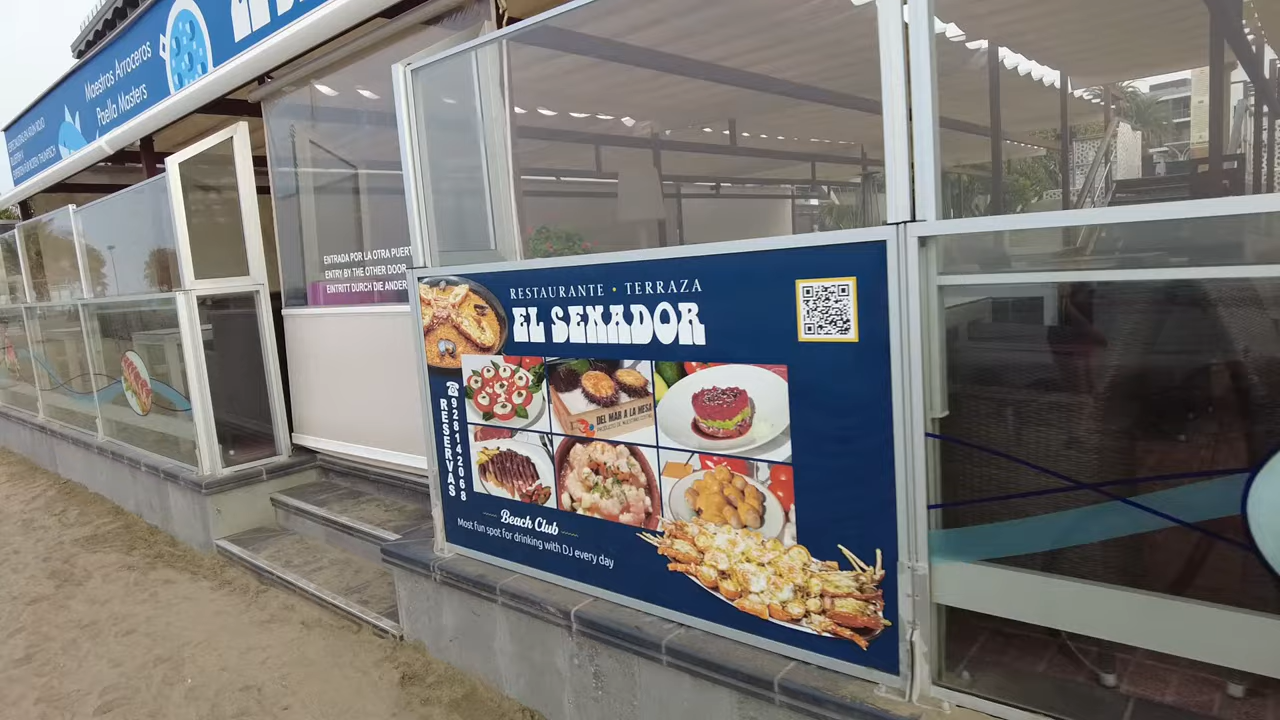 Maestros Arroceros
Paella Masters
ENTRADA POR LA OTRA PUERT
ENTRY BY THE OTHER DOOR
EINTRITT DURCH DIE ANDER
RESTAURANTE · TERRAZA
EL SENADOR
RESERVAS
☎928142068
DEL MAR A LA MESA
Beach Club
Most fun spot for drinking with DJ every day